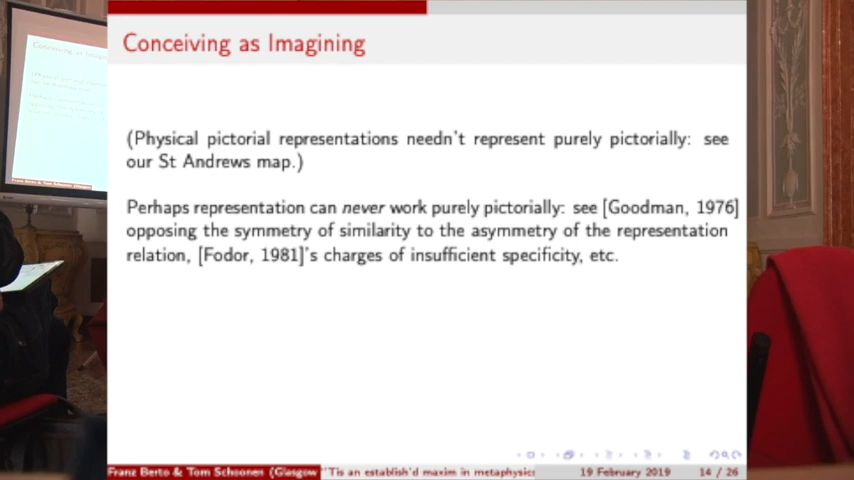 Conceiving as Imagining
(Physical pictorial representations needn't represent purely pictorially: see
our St Andrews map.)
Perhaps representation can never work purely pictorially: see [Goodman, 1976]
opposing the symmetry of similarity to the asymmetry of the representation
relation, [Fodor, 1981]'s charges of insufficient specificity, etc.
Franz Berto & Tom Schoonen (Glasgow "Tis an establish'd maxim in metaphysics 19 February 2019 14 / 26